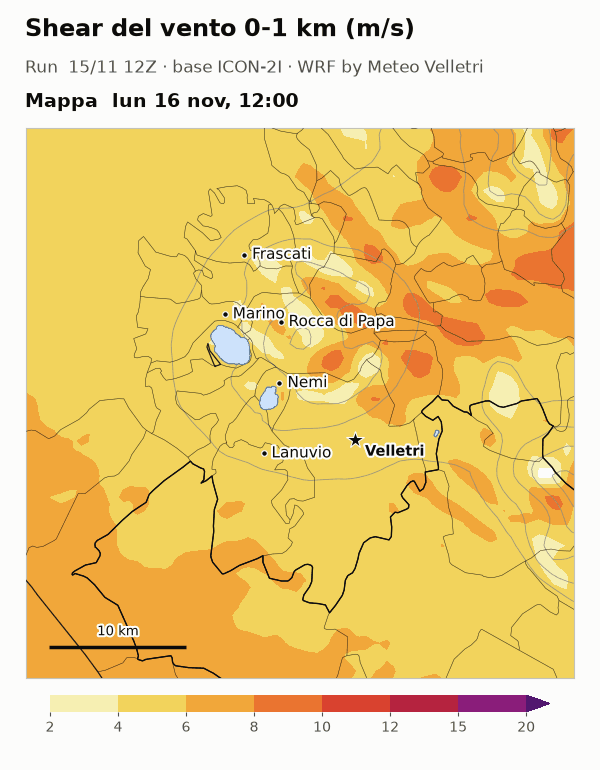 Shear del vento 0-1 km (m/s)
Run  15/11 12Z · base ICON-2I · WRF by Meteo Velletri
Mappa  lun 16 nov, 12:00
Frascati
Marino
Rocca di Papa
Nemi
Velletri
Lanuvio
10 km
2 4 6 8 10 12 15 20